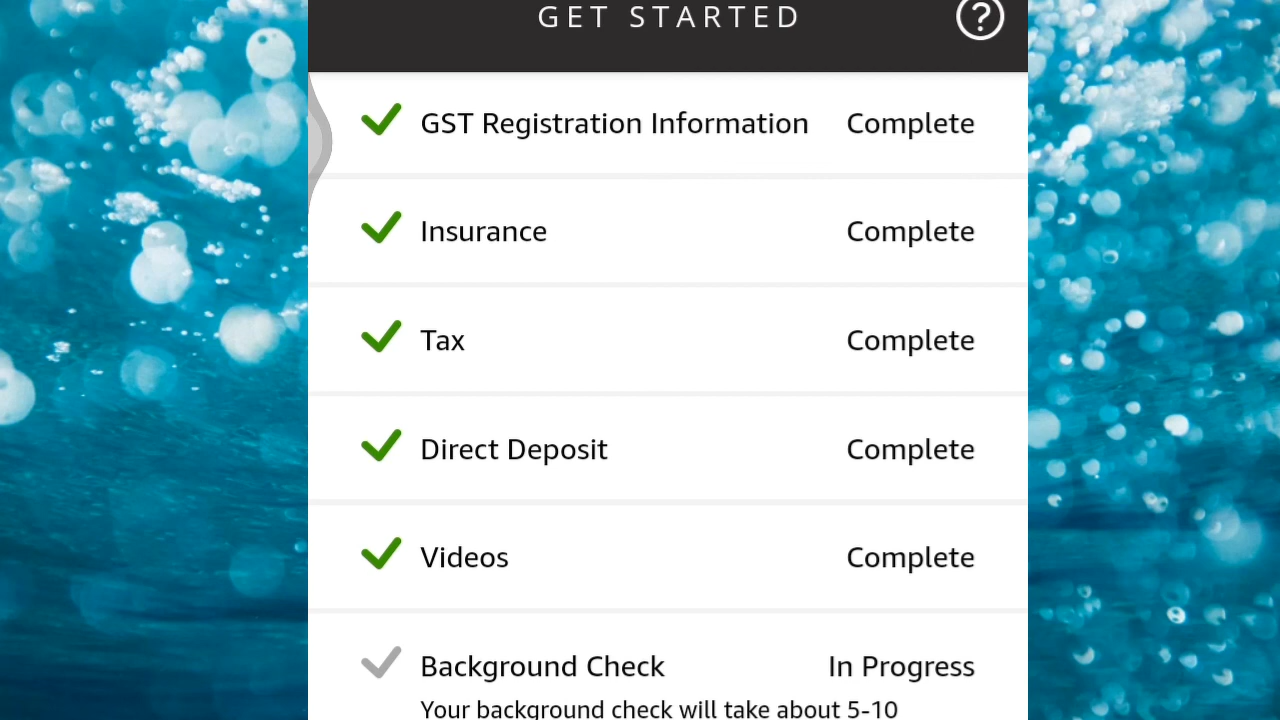 GET STARTED
GST Registration Information Complete
Insurance Complete
Tax Complete
Direct Deposit Complete
Videos Complete
Background Check In Progress
Your background check will take about 5-10